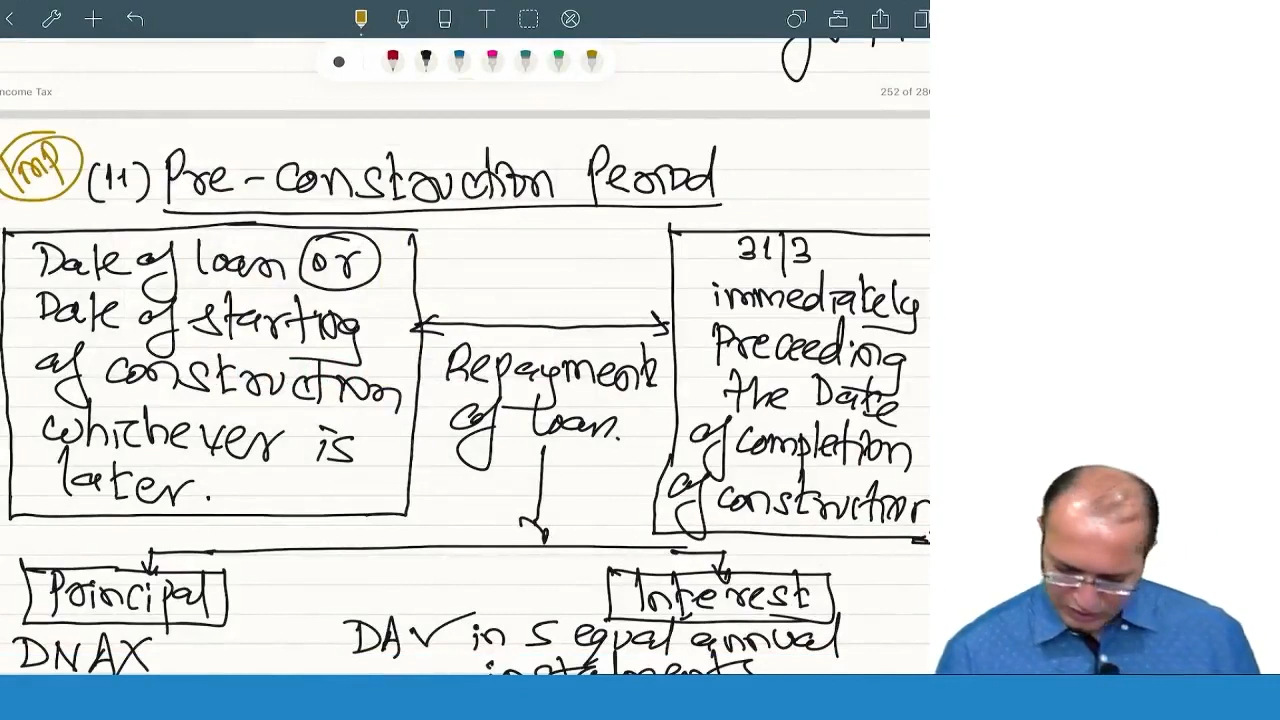 ncome Tax
252 of 28
Imp
(11) Pre-construction Period
Date of loan or
Date of starting
of construction
whichever is
later.
Repayment
of loan.
31/3
immediately
Preceeding
the Date
of completion
of construction
Principal
DNAX
Interest
DA✓ in 5 equal annual
instalments